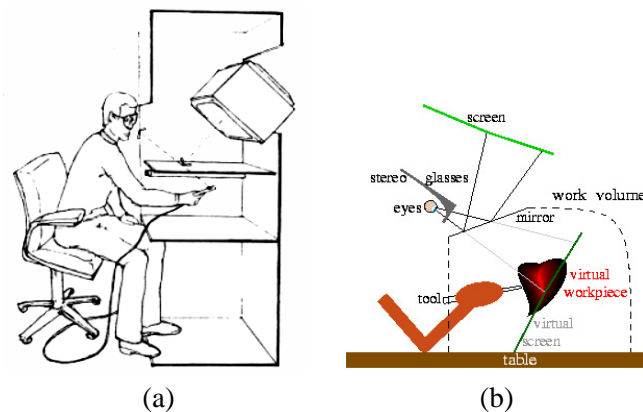 screen
stereo glasses
eyes
mirror
work volume
tool
virtual
workpiece
virtual
screen
table
(a)
(b)